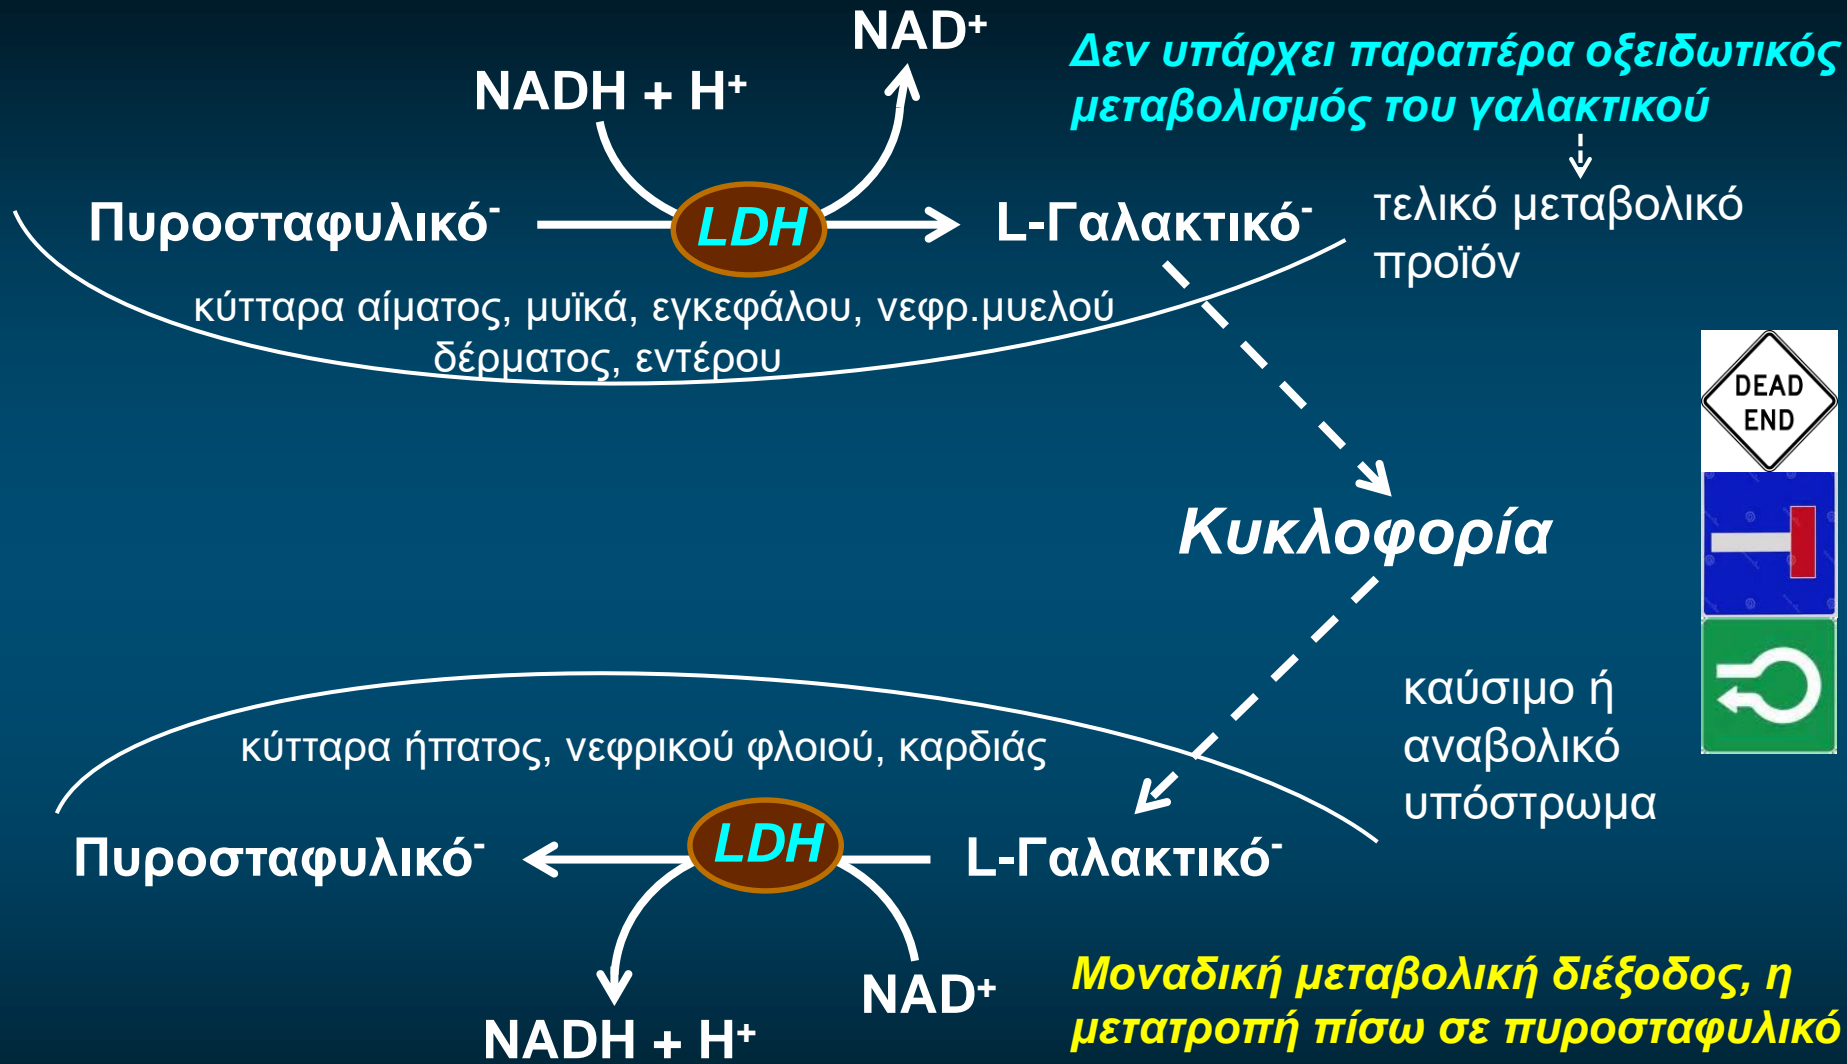 NAD⁺
NADH + H⁺
Δεν υπάρχει παραπέρα οξειδωτικός
μεταβολισμός του γαλακτικού
Πυροσταφυλικό⁻
LDH
L-Γαλακτικό⁻
τελικό μεταβολικό
προϊόν
κύτταρα αίματος, μυϊκά, εγκεφάλου, νεφρ.μυελού
δέρματος, εντέρου
DEAD
END
Κυκλοφορία
καύσιμο ή
αναβολικό
υπόστρωμα
κύτταρα ήπατος, νεφρικού φλοιού, καρδιάς
Πυροσταφυλικό⁻
LDH
L-Γαλακτικό⁻
NAD⁺
NADH + H⁺
Μοναδική μεταβολική διέξοδος, η
μετατροπή πίσω σε πυροσταφυλικό